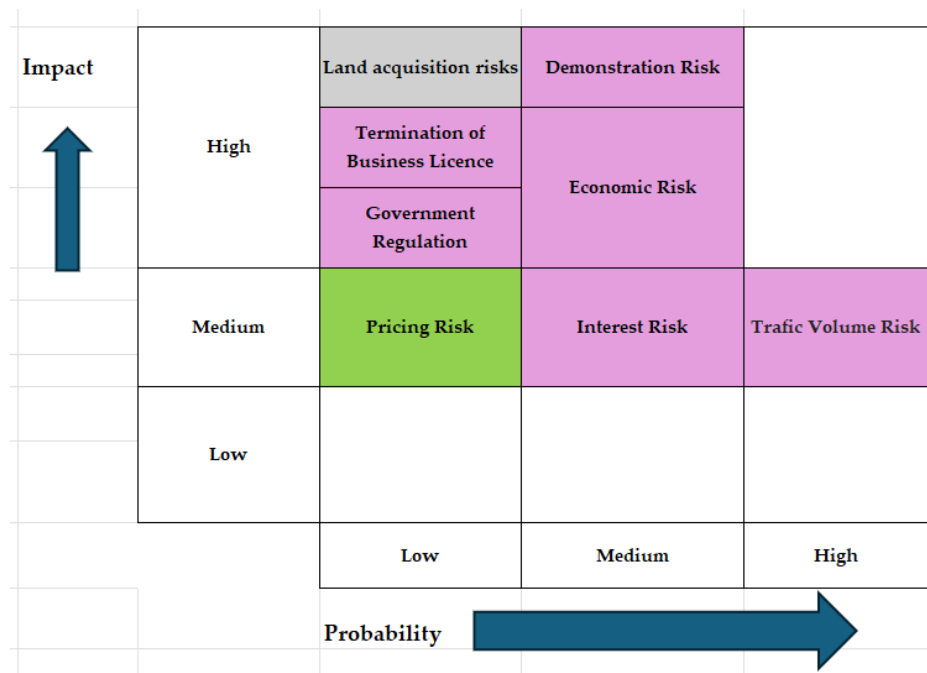 Impact
Land acquisition risks
Demonstration Risk
High
Termination of
Business Licence
Economic Risk
Government
Regulation
Medium
Pricing Risk
Interest Risk
Trafic Volume Risk
Low
Low
Medium
High
Probability